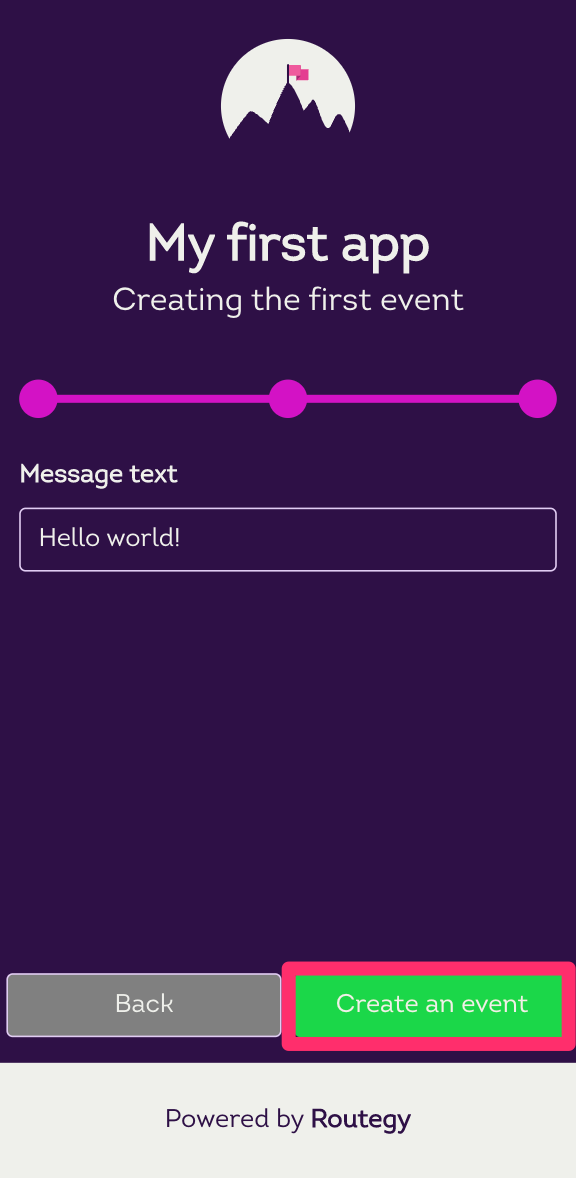 My first app
Creating the first event
Message text
Hello world!
Back
Create an event
Powered by Routegy